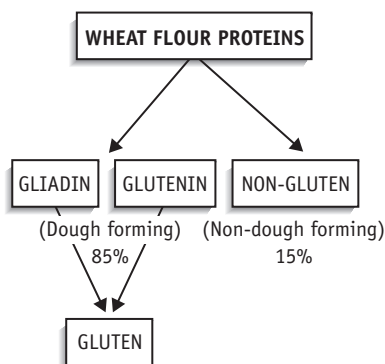 WHEAT FLOUR PROTEINS
GLIADIN GLUTENIN NON-GLUTEN
(Dough forming) (Non-dough forming)
85% 15%
GLUTEN